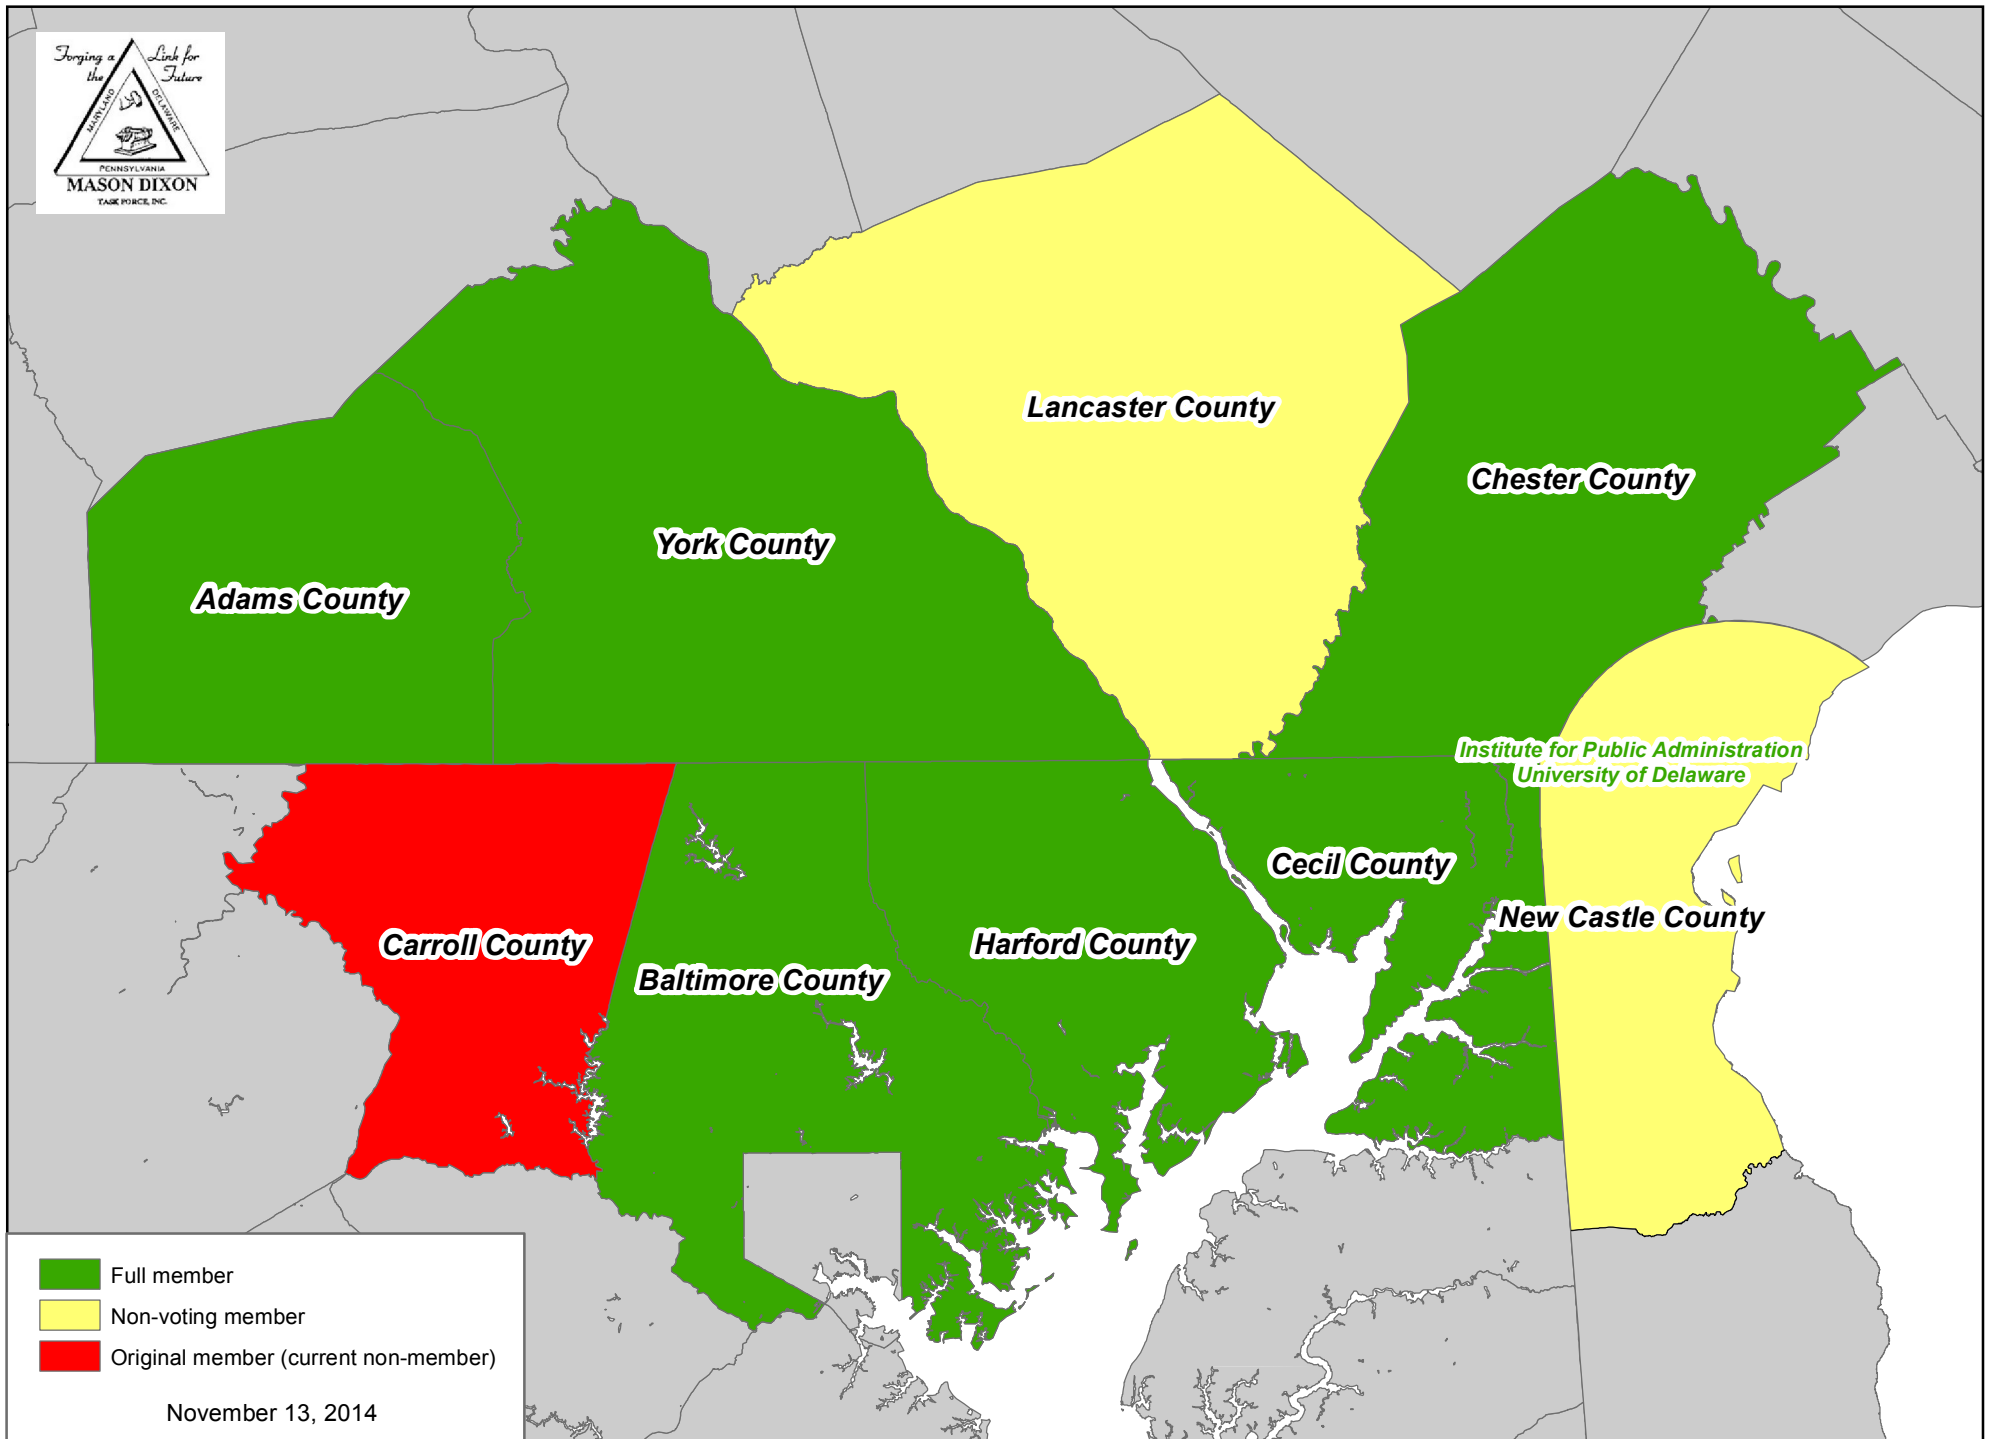 Forging a Link for
the Future
MARYLAND
DELAWARE
PENNSYLVANIA
MASON DIXON
TASK FORCE, INC.
Lancaster County
Chester County
York County
Adams County
Institute for Public Administration
University of Delaware
Cecil County
New Castle County
Carroll County
Harford County
Baltimore County
Full member
Non-voting member
Original member (current non-member)
November 13, 2014